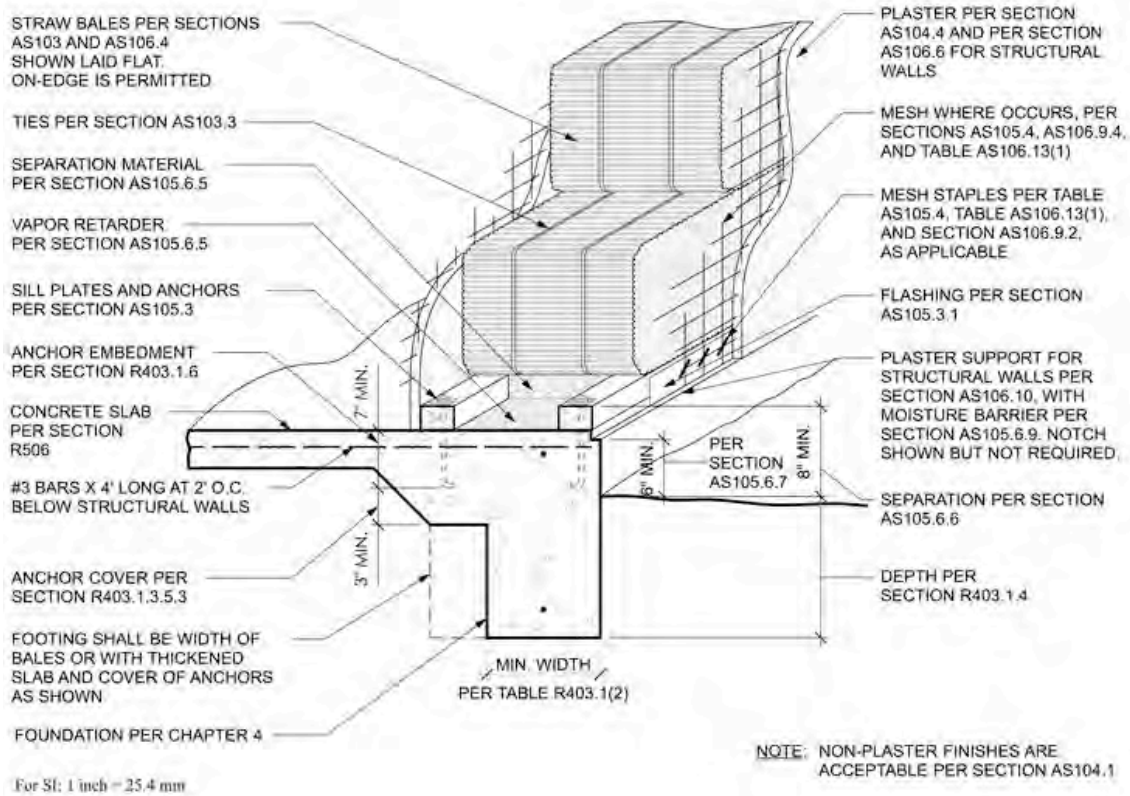 STRAW BALES PER SECTIONS
AS103 AND AS106.4
SHOWN LAID FLAT.
ON-EDGE IS PERMITTED
TIES PER SECTION AS103.3
SEPARATION MATERIAL
PER SECTION AS105.6.5
VAPOR RETARDER
PER SECTION AS105.6.5
SILL PLATES AND ANCHORS
PER SECTION AS105.3
ANCHOR EMBEDMENT
PER SECTION R403.1.6
CONCRETE SLAB
PER SECTION
R506
#3 BARS X 4' LONG AT 2' O.C.
BELOW STRUCTURAL WALLS
ANCHOR COVER PER
SECTION R403.1.3.5.3
FOOTING SHALL BE WIDTH OF
BALES OR WITH THICKENED
SLAB AND COVER OF ANCHORS
AS SHOWN
FOUNDATION PER CHAPTER 4
For SI: 1 inch = 25.4 mm
7" MIN.
3" MIN.
MIN. WIDTH
PER TABLE R403.1(2)
6" MIN.
PER
SECTION
AS105.6.7
8" MIN.
PLASTER PER SECTION
AS104.4 AND PER SECTION
AS106.6 FOR STRUCTURAL
WALLS
MESH WHERE OCCURS, PER
SECTIONS AS105.4, AS106.9.4,
AND TABLE AS106.13(1)
MESH STAPLES PER TABLE
AS105.4, TABLE AS106.13(1),
AND SECTION AS106.9.2,
AS APPLICABLE
FLASHING PER SECTION
AS105.3.1
PLASTER SUPPORT FOR
STRUCTURAL WALLS PER
SECTION AS106.10, WITH
MOISTURE BARRIER PER
SECTION AS105.6.9. NOTCH
SHOWN BUT NOT REQUIRED.
SEPARATION PER SECTION
AS105.6.6
DEPTH PER
SECTION R403.1.4
NOTE: NON-PLASTER FINISHES ARE
ACCEPTABLE PER SECTION AS104.1